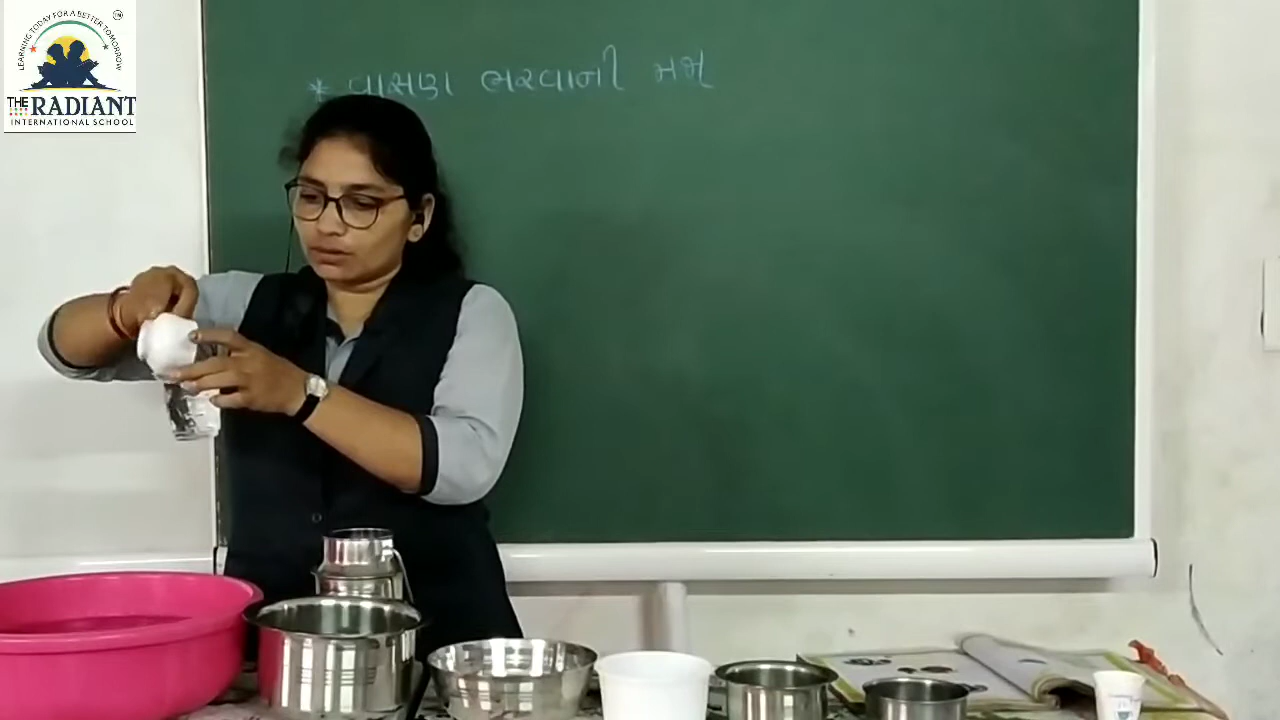 LEARNING TODAY FOR A BETTER TOMORROW
THE RADIANT
INTERNATIONAL SCHOOL
* વાસણ ભરવાની મજા